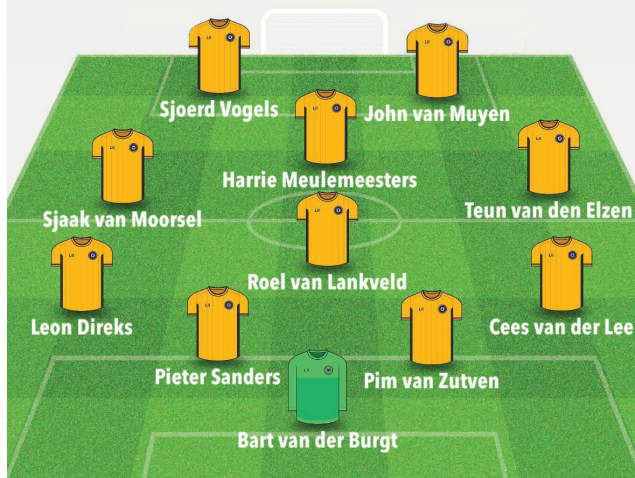 Sjoerd Vogels
John van Muyen
Harrie Meulemeesters
Sjaak van Moorsel
Teun van den Elzen
Roel van Lankveld
Leon Direks
Cees van der Lee
Pieter Sanders
Pim van Zutven
Bart van der Burgt